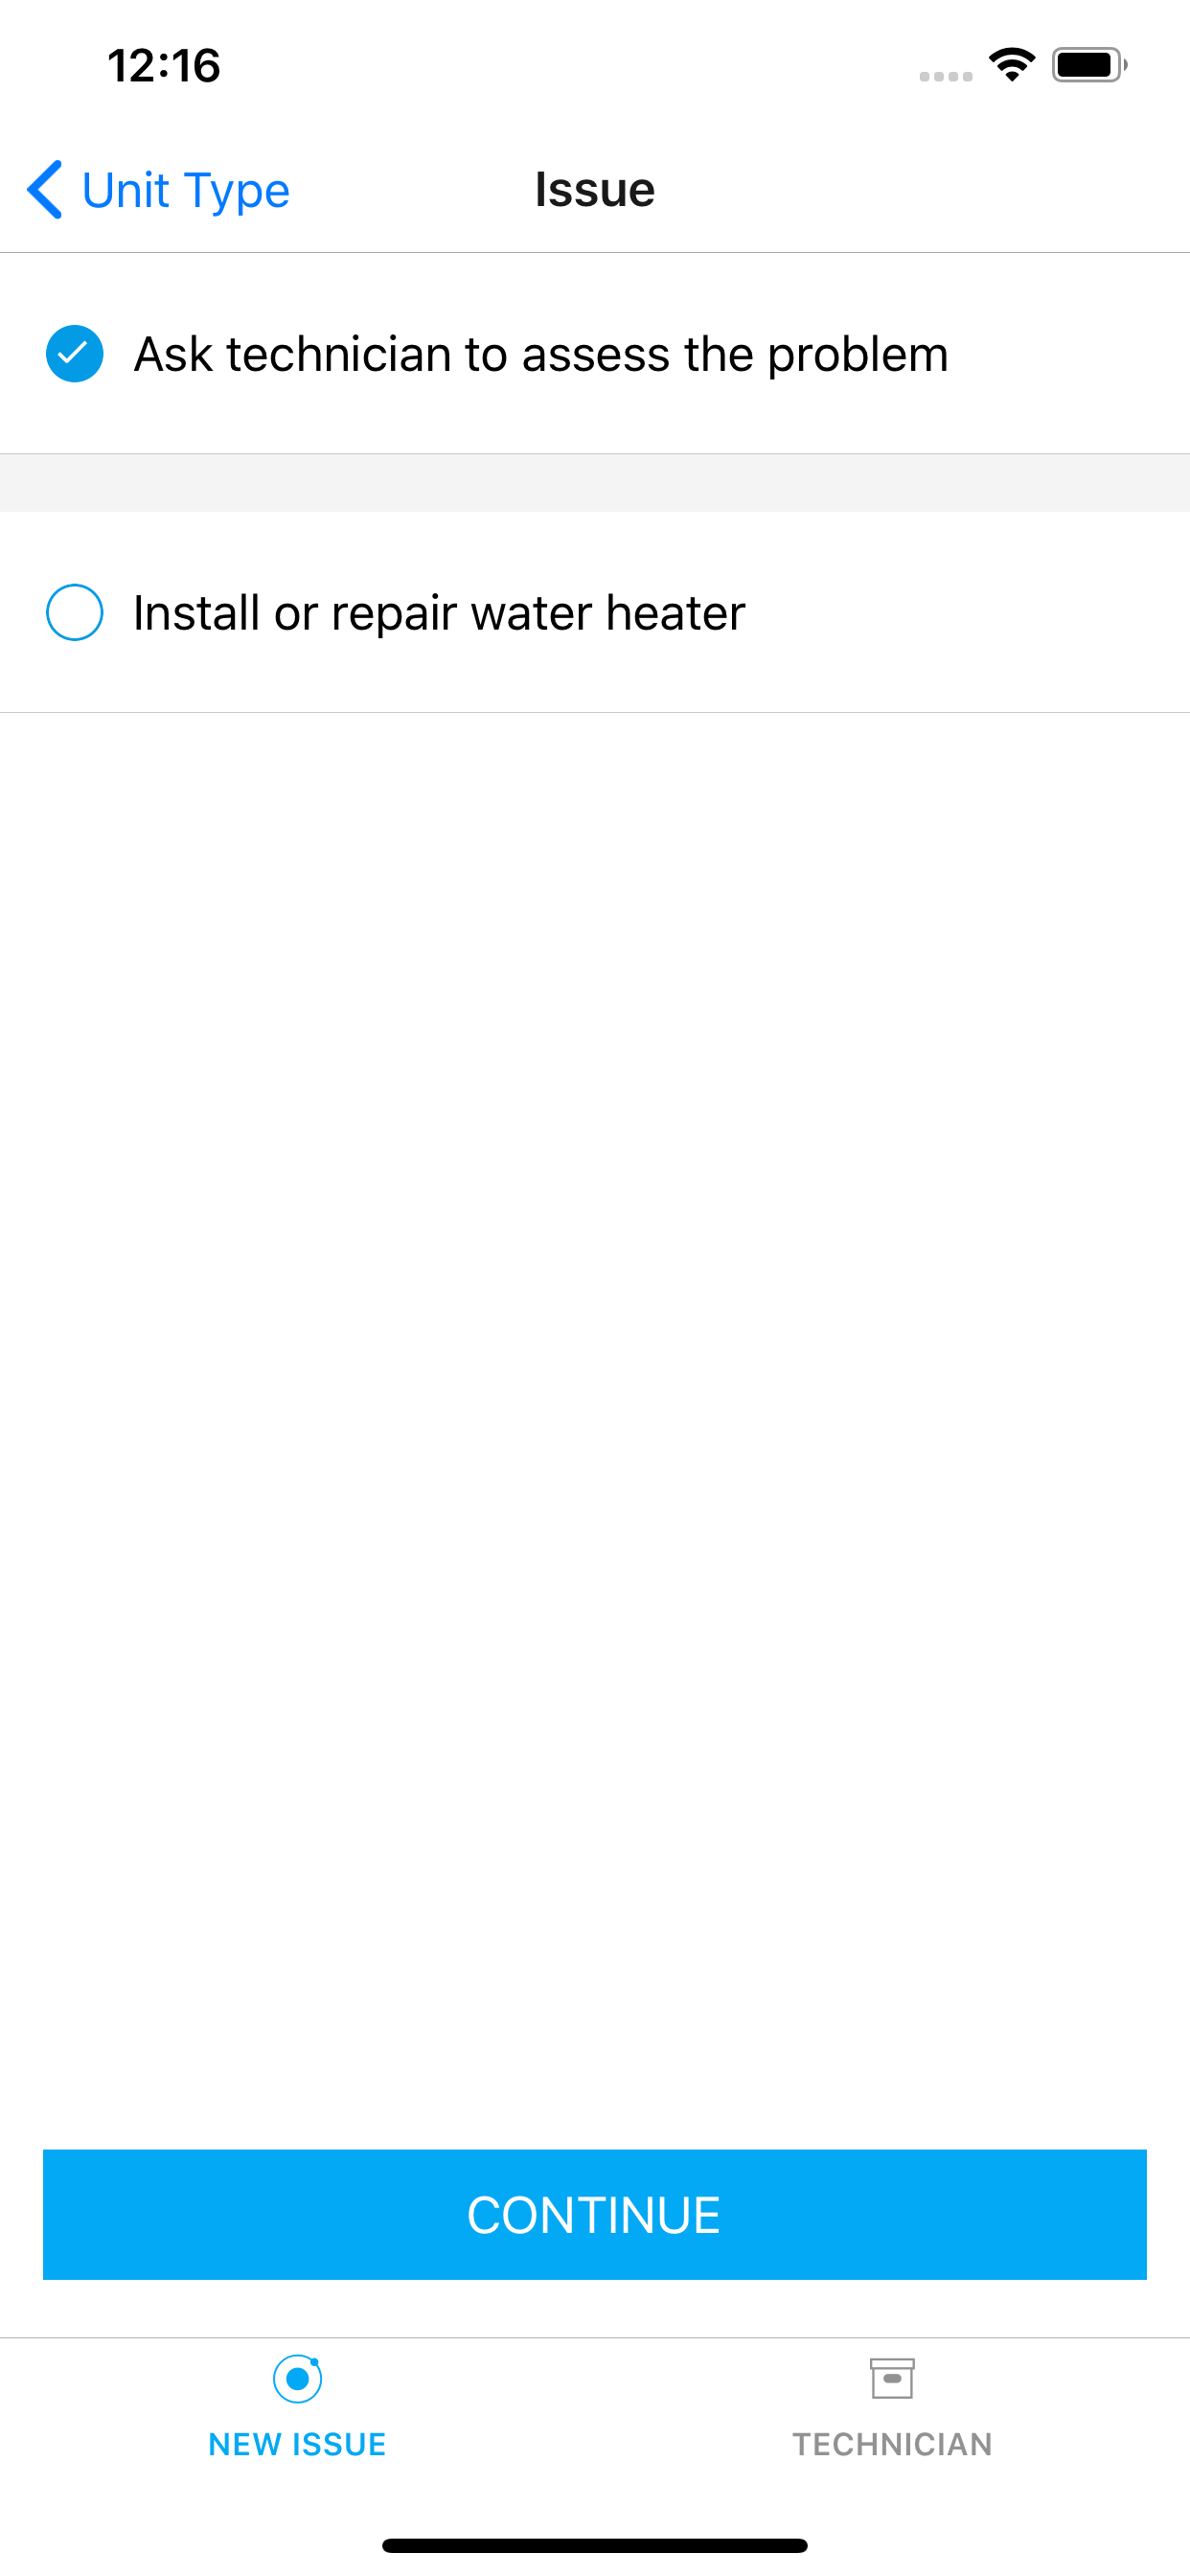 12:16
Unit Type
Issue
Ask technician to assess the problem
Install or repair water heater
CONTINUE
NEW ISSUE
TECHNICIAN